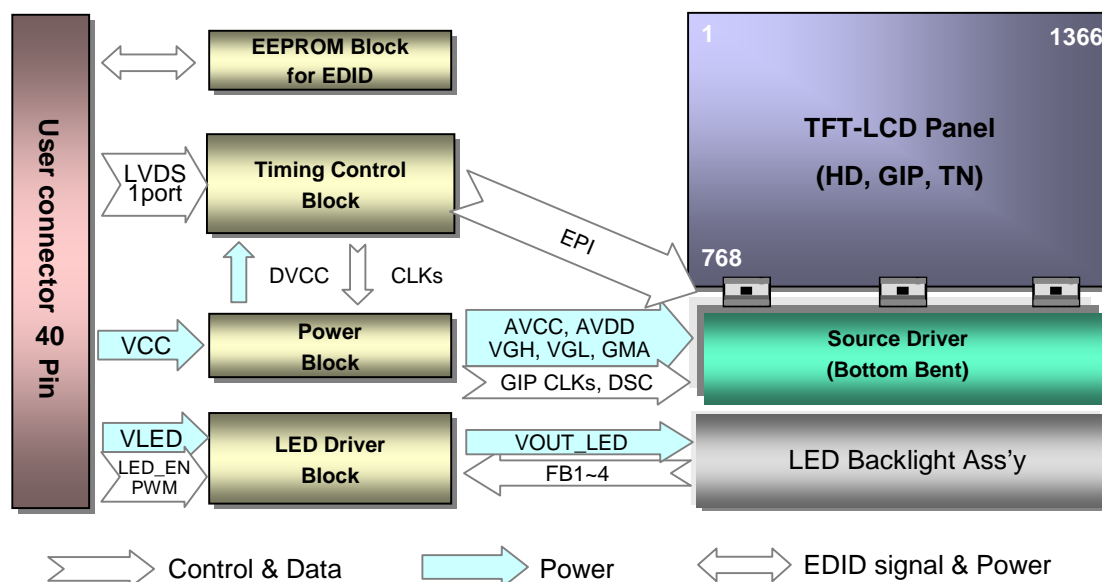 User connector 40 Pin
EEPROM Block
for EDID
LVDS
1port
Timing Control
Block
EPI
DVCC
CLKs
VCC
Power
Block
AVCC, AVDD
VGH, VGL, GMA
GIP CLKs, DSC
VLED
LED_EN
PWM
LED Driver
Block
VOUT_LED
FB1~4
1
1366
TFT-LCD Panel
(HD, GIP, TN)
768
Source Driver
(Bottom Bent)
LED Backlight Ass'y
Control & Data
Power
EDID signal & Power